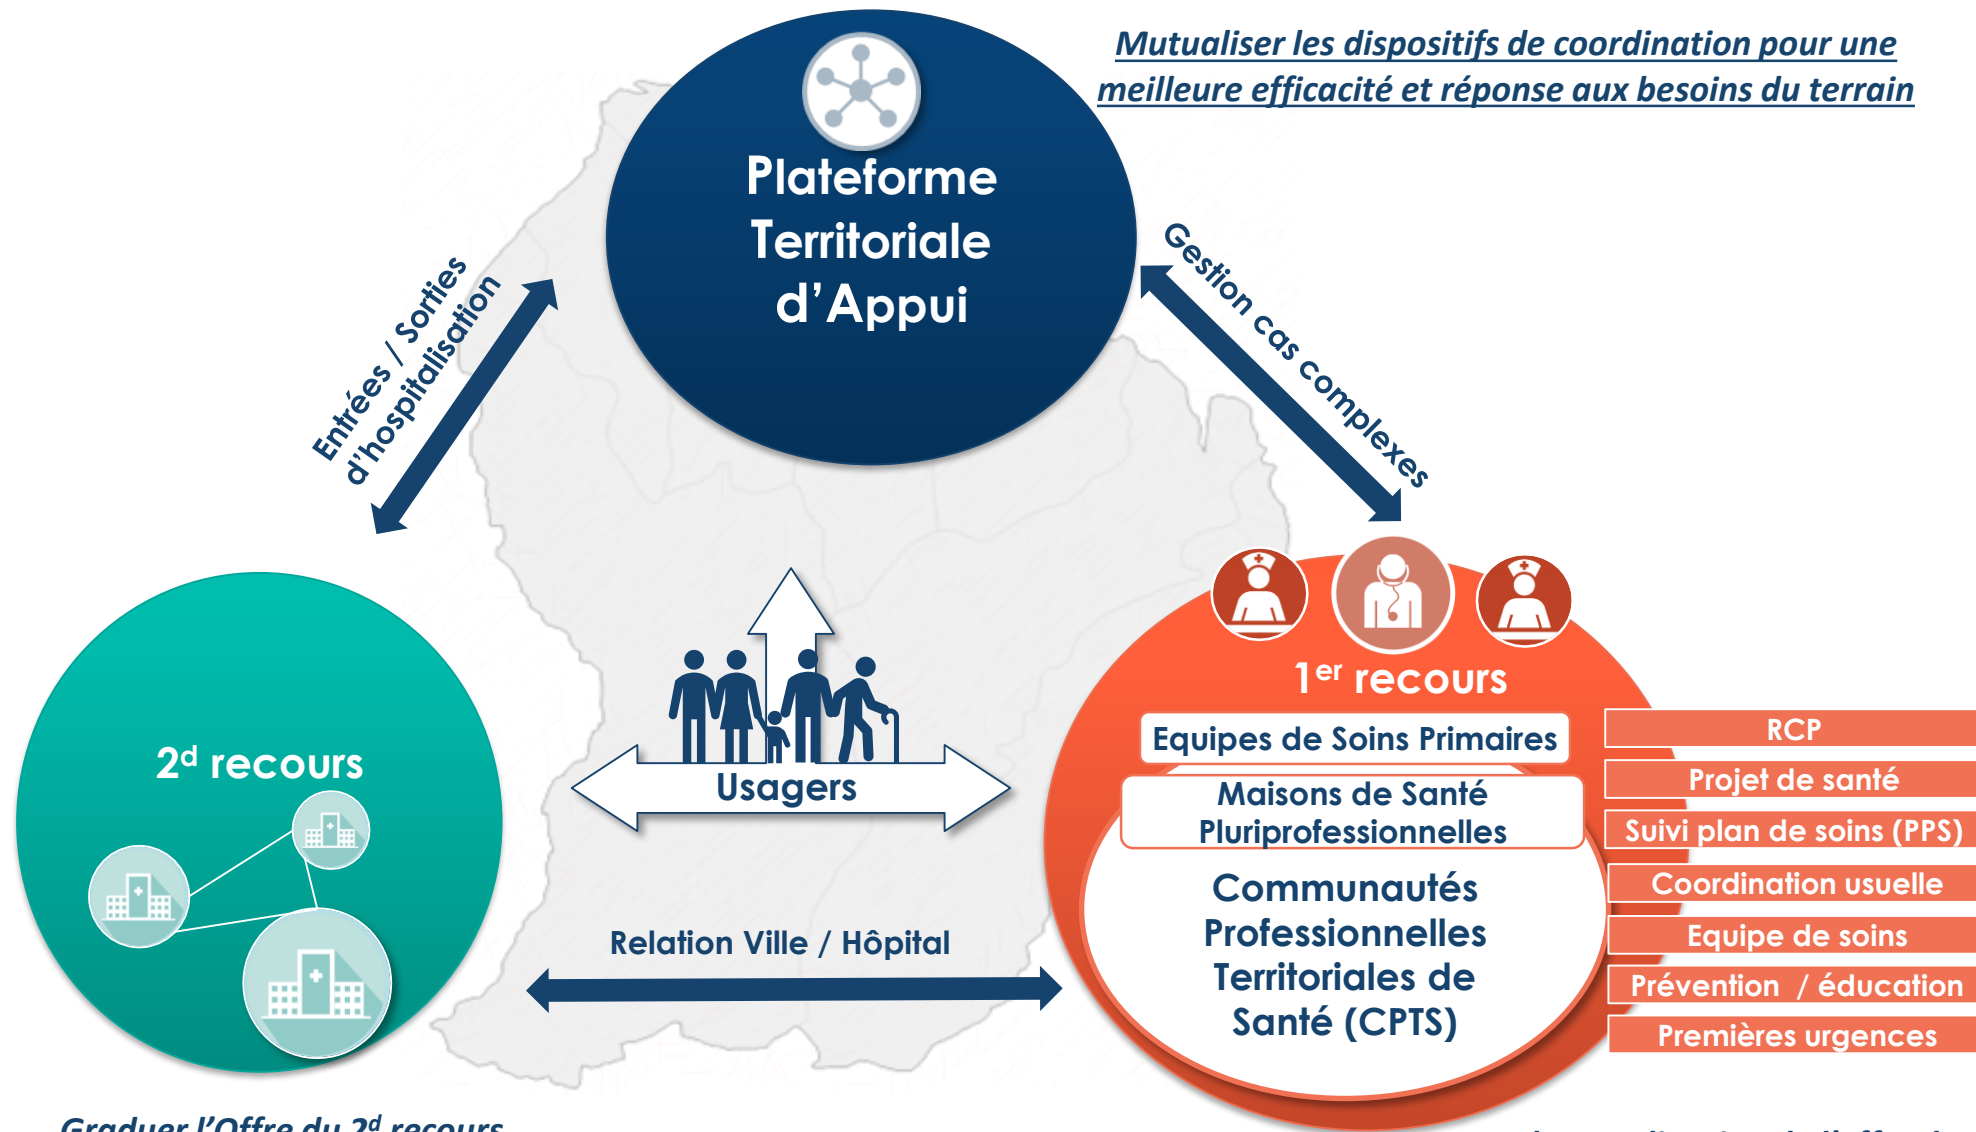 Mutualiser les dispositifs de coordination pour une
meilleure efficacité et réponse aux besoins du terrain
Plateforme
Territoriale
d’Appui
Entrées / Sorties
d’hospitalisation
Gestion cas complexes
2d recours
Usagers
Relation Ville / Hôpital
1er recours
Equipes de Soins Primaires
Maisons de Santé
Pluriprofessionnelles
Communautés
Professionnelles
Territoriales de
Santé (CPTS)
RCP
Projet de santé
Suivi plan de soins (PPS)
Coordination usuelle
Equipe de soins
Prévention / éducation
Premières urgences
Graduer l’Offre du 2d recours